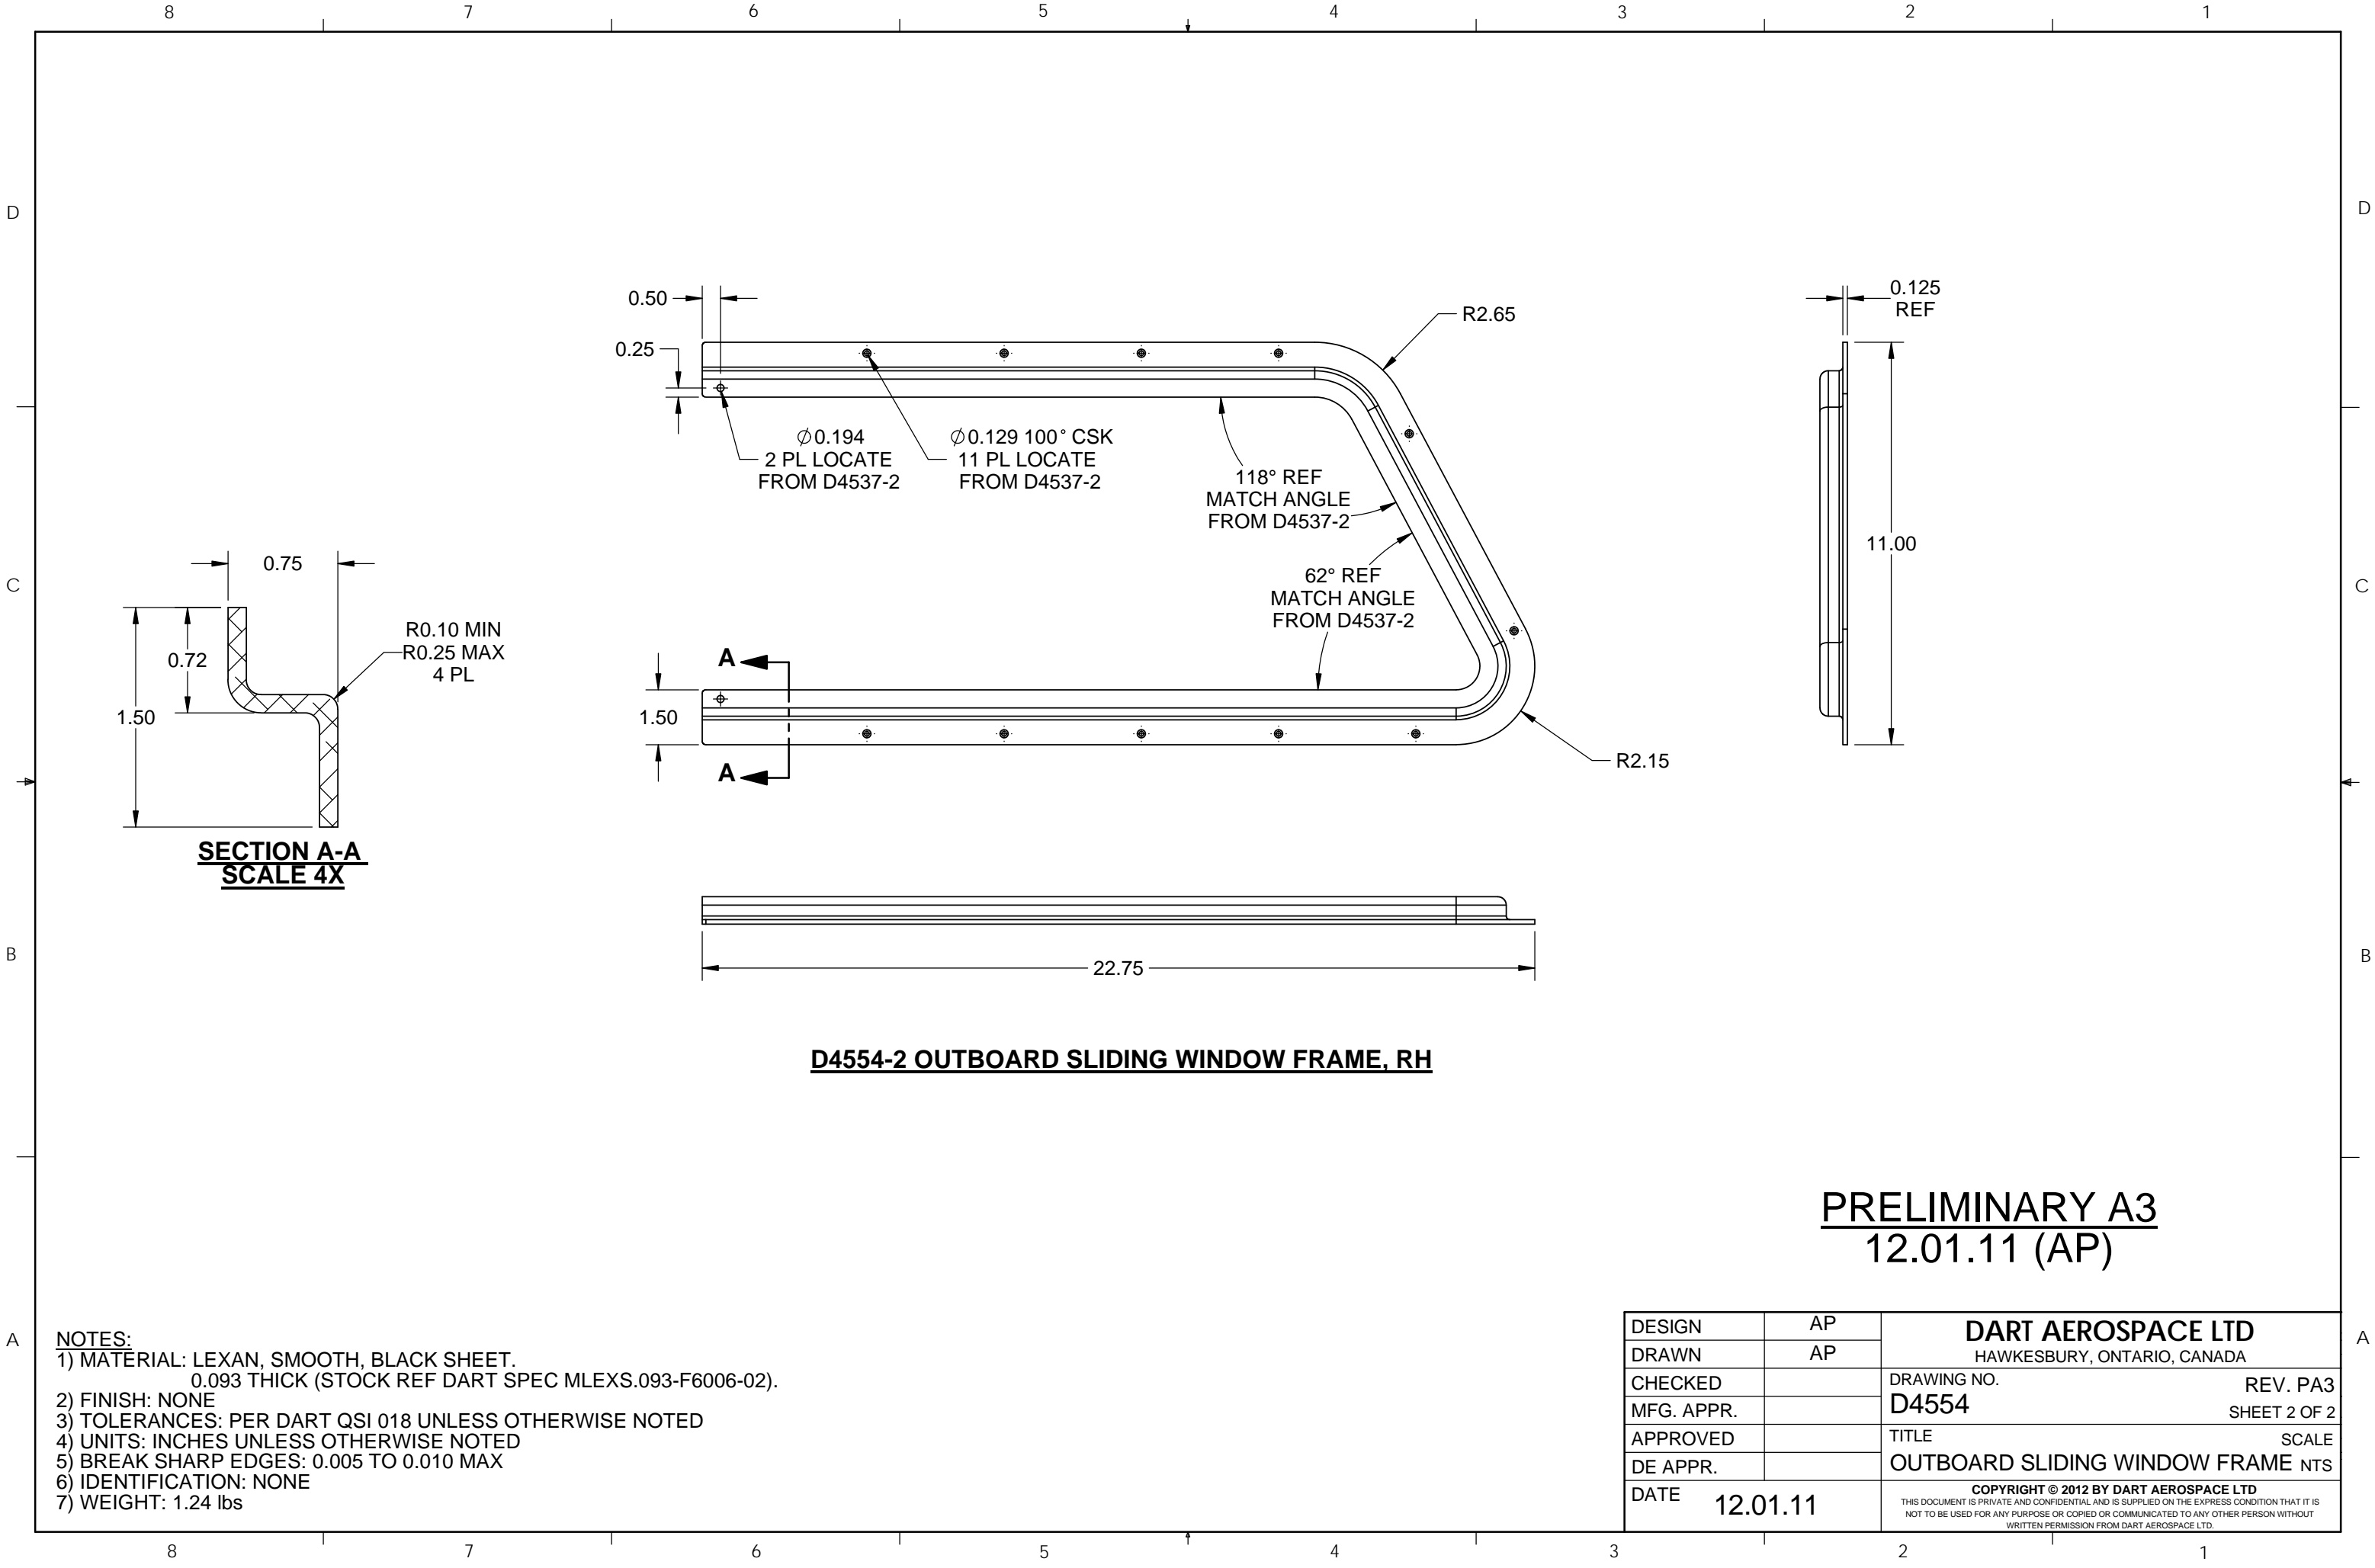 8 7 6 5 4 3 2 1
D D
C C
B B
A A
0.50
0.25
R2.65
0.125
REF
∅0.194
2 PL LOCATE
FROM D4537-2
∅0.129 100° CSK
11 PL LOCATE
FROM D4537-2
118° REF
MATCH ANGLE
FROM D4537-2
62° REF
MATCH ANGLE
FROM D4537-2
11.00
0.75
0.72
1.50
R0.10 MIN
R0.25 MAX
4 PL
SECTION A-A
SCALE 4X
A
A
1.50
R2.15
22.75
D4554-2 OUTBOARD SLIDING WINDOW FRAME, RH
PRELIMINARY A3
12.01.11 (AP)
NOTES:
1) MATERIAL: LEXAN, SMOOTH, BLACK SHEET.
0.093 THICK (STOCK REF DART SPEC MLEXS.093-F6006-02).
2) FINISH: NONE
3) TOLERANCES: PER DART QSI 018 UNLESS OTHERWISE NOTED
4) UNITS: INCHES UNLESS OTHERWISE NOTED
5) BREAK SHARP EDGES: 0.005 TO 0.010 MAX
6) IDENTIFICATION: NONE
7) WEIGHT: 1.24 lbs
DESIGN AP
DRAWN AP
CHECKED
MFG. APPR.
APPROVED
DE APPR.
DATE 12.01.11
DART AEROSPACE LTD
HAWKESBURY, ONTARIO, CANADA
DRAWING NO. REV. PA3
D4554 SHEET 2 OF 2
TITLE SCALE
OUTBOARD SLIDING WINDOW FRAME NTS
COPYRIGHT © 2012 BY DART AEROSPACE LTD
THIS DOCUMENT IS PRIVATE AND CONFIDENTIAL AND IS SUPPLIED ON THE EXPRESS CONDITION THAT IT IS
NOT TO BE USED FOR ANY PURPOSE OR COPIED OR COMMUNICATED TO ANY OTHER PERSON WITHOUT
WRITTEN PERMISSION FROM DART AEROSPACE LTD.
8 7 6 5 4 3 2 1